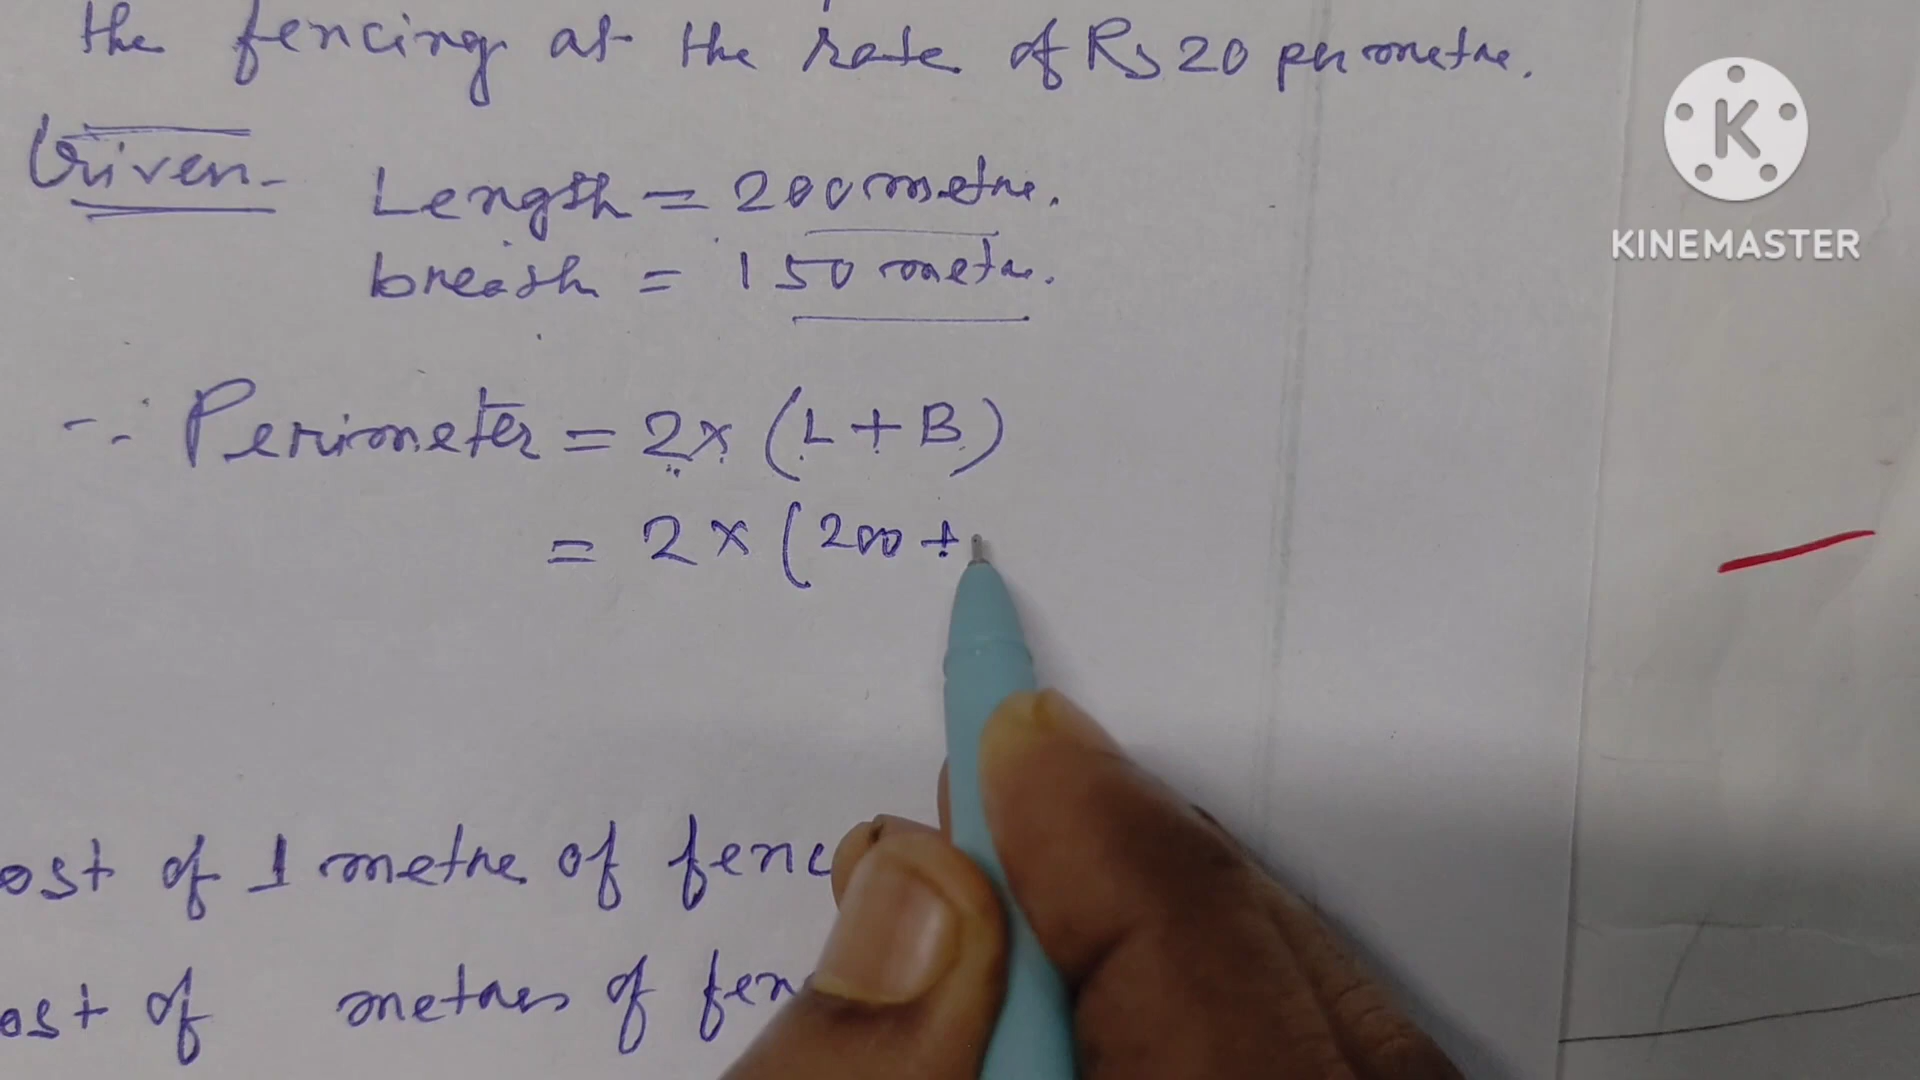 the fencing at the rate of Rs 20 per metre.
Given- Length = 200 metre.
breath = 150 metre.
∵ Perimeter = 2 × (L + B)
= 2 × (200 +
ost of 1 metre of fenc
ost of metres of fen
K
KINEMASTER